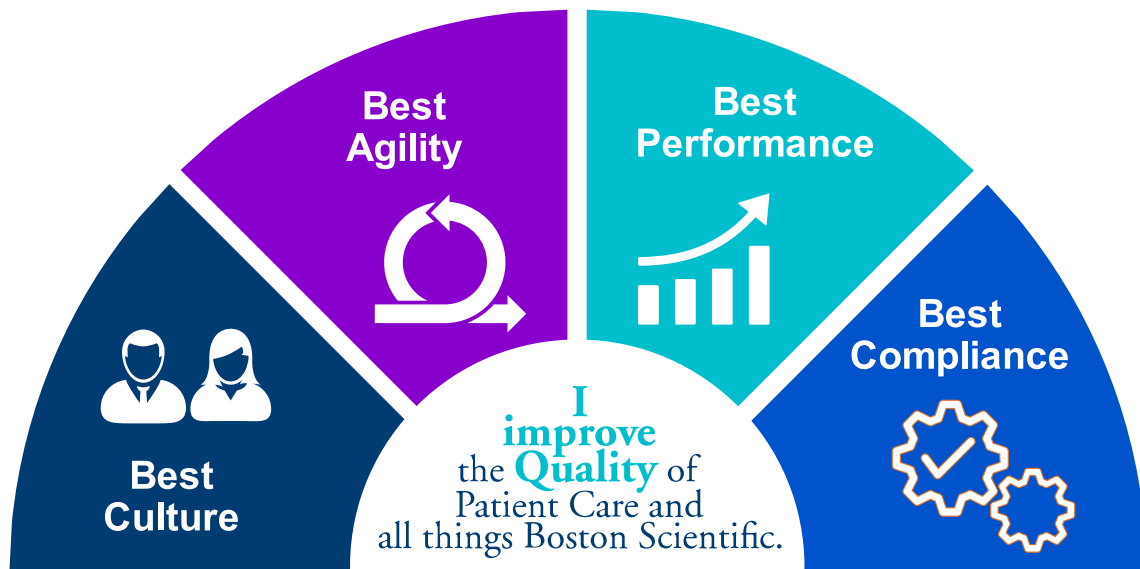 Best
Agility
Best
Performance
Best
Culture
Best
Compliance
I
improve
the Quality of
Patient Care and
all things Boston Scientific.